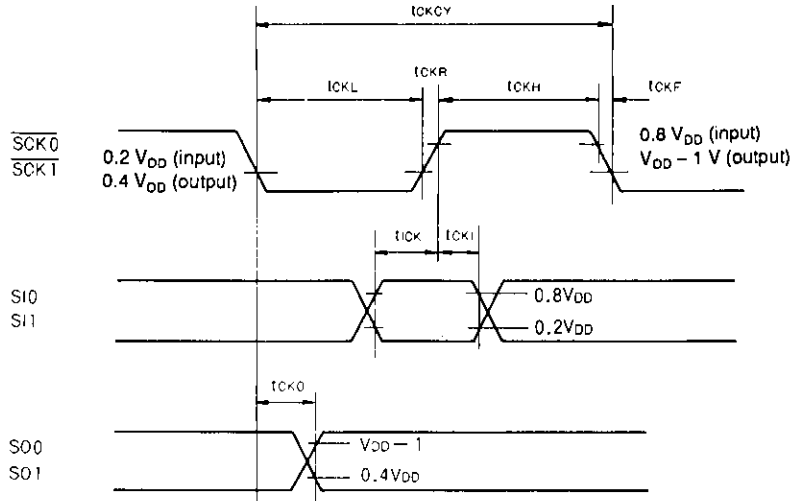 tCKCY
tCKR
tCKL
tCKH
tCKF
SCK0
SCK1
0.2 VDD (input)
0.4 VDD (output)
0.8 VDD (input)
VDD − 1 V (output)
tICK
tCKI
SI0
SI1
0.8VDD
0.2VDD
tCKO
SO0
SO1
VDD − 1
0.4VDD